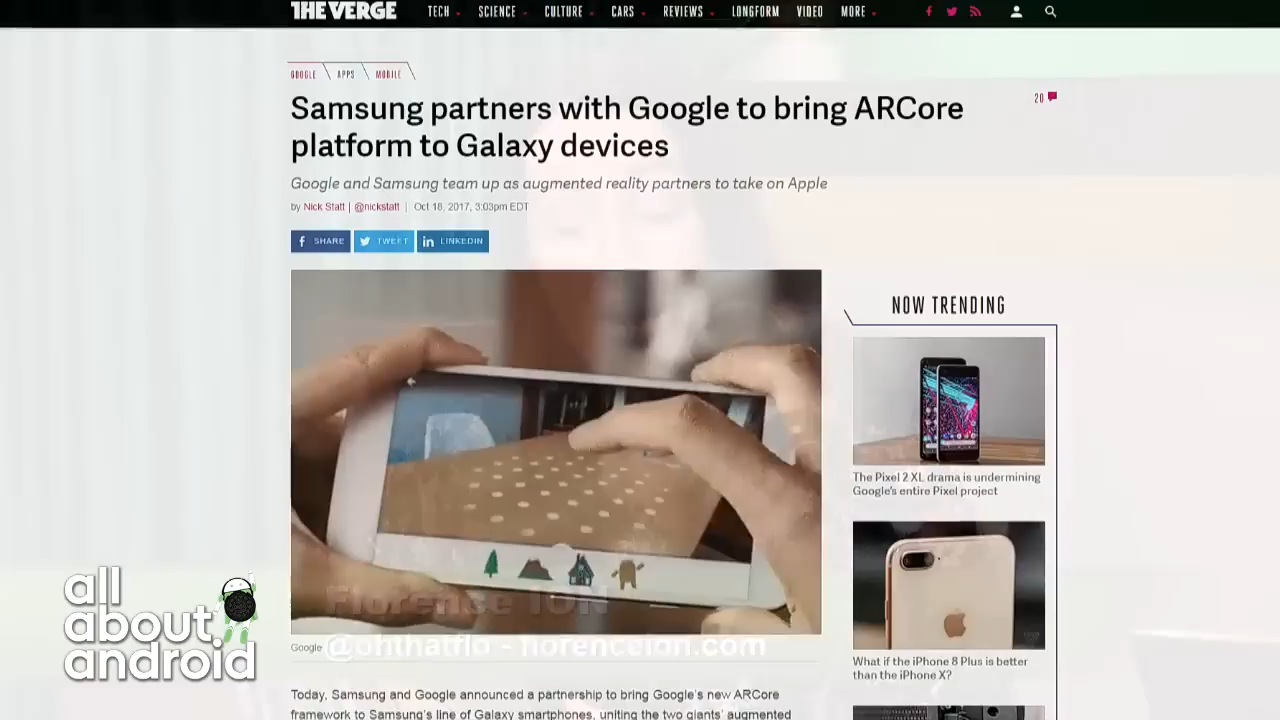 THE VERGE
TECH SCIENCE CULTURE CARS REVIEWS LONGFORM VIDEO MORE
GOOGLE APPS MOBILE
Samsung partners with Google to bring ARCore
platform to Galaxy devices
20
Google and Samsung team up as augmented reality partners to take on Apple
by Nick Statt | @nickstatt | Oct 18, 2017, 3:03pm EDT
SHARE TWEET LINKEDIN
NOW TRENDING
The Pixel 2 XL drama is undermining
Google's entire Pixel project
What if the iPhone 8 Plus is better
than the iPhone X?
Florence ION
@ohthatflo - florenceion.com
Google
Today, Samsung and Google announced a partnership to bring Google's new ARCore
framework to Samsung's line of Galaxy smartphones, uniting the two giants' augmented
all
about
android